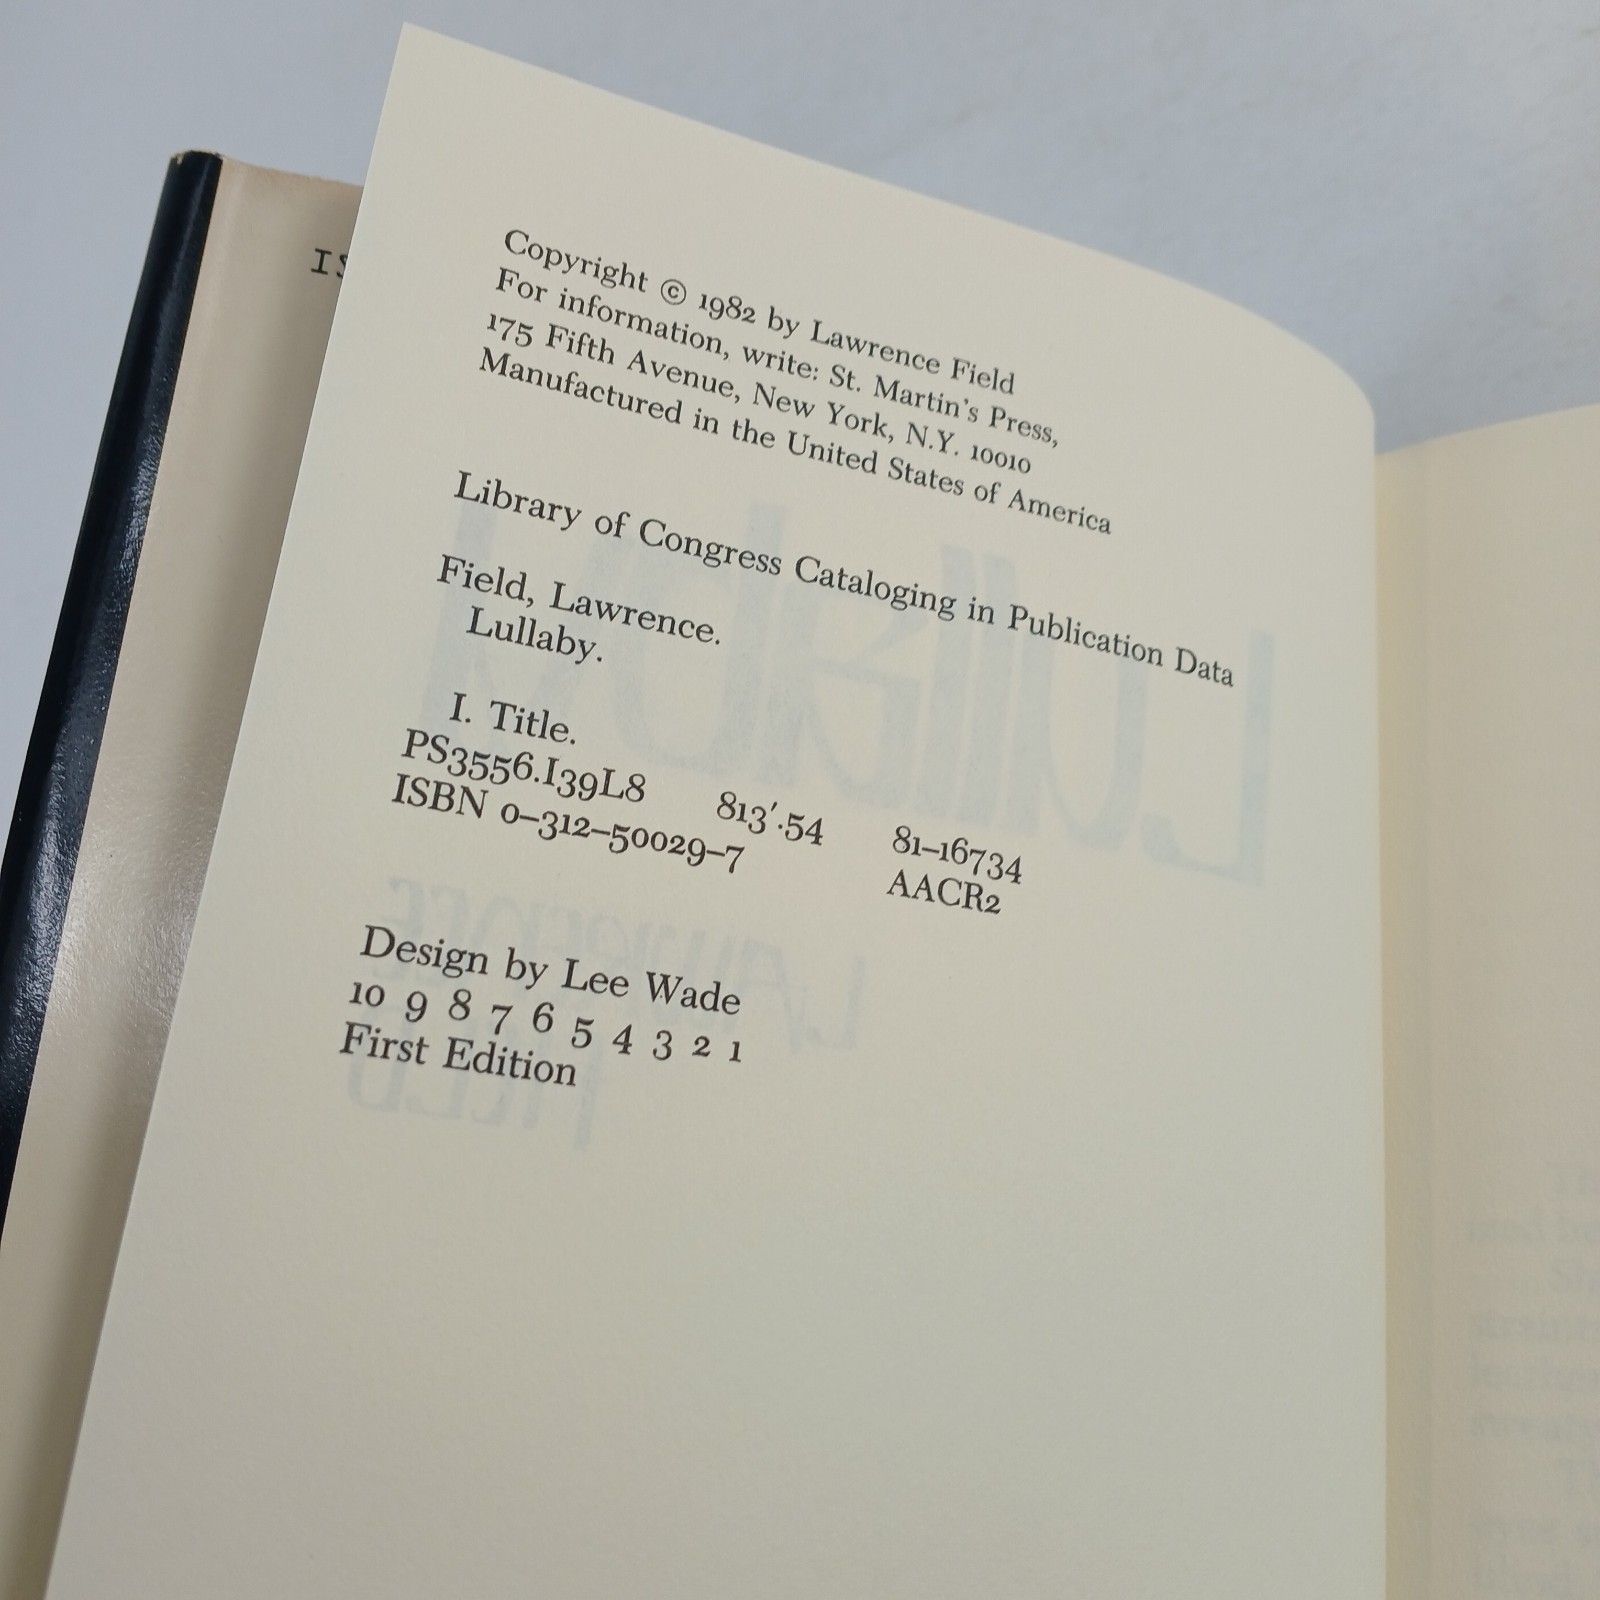 Copyright © 1982 by Lawrence Field
For information, write: St. Martin's Press,
175 Fifth Avenue, New York, N.Y. 10010
Manufactured in the United States of America
Library of Congress Cataloging in Publication Data
Field, Lawrence.
Lullaby.
I. Title.
PS3556.I39L8 813′.54 81–16734
ISBN 0–312–50029–7 AACR2
Design by Lee Wade
10 9 8 7 6 5 4 3 2 1
First Edition